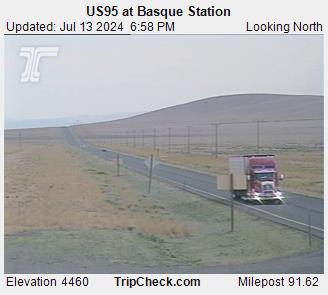 US95 at Basque Station
Updated: Jul 13 2024 6:58 PM Looking North
Elevation 4460 TripCheck.com Milepost 91.62